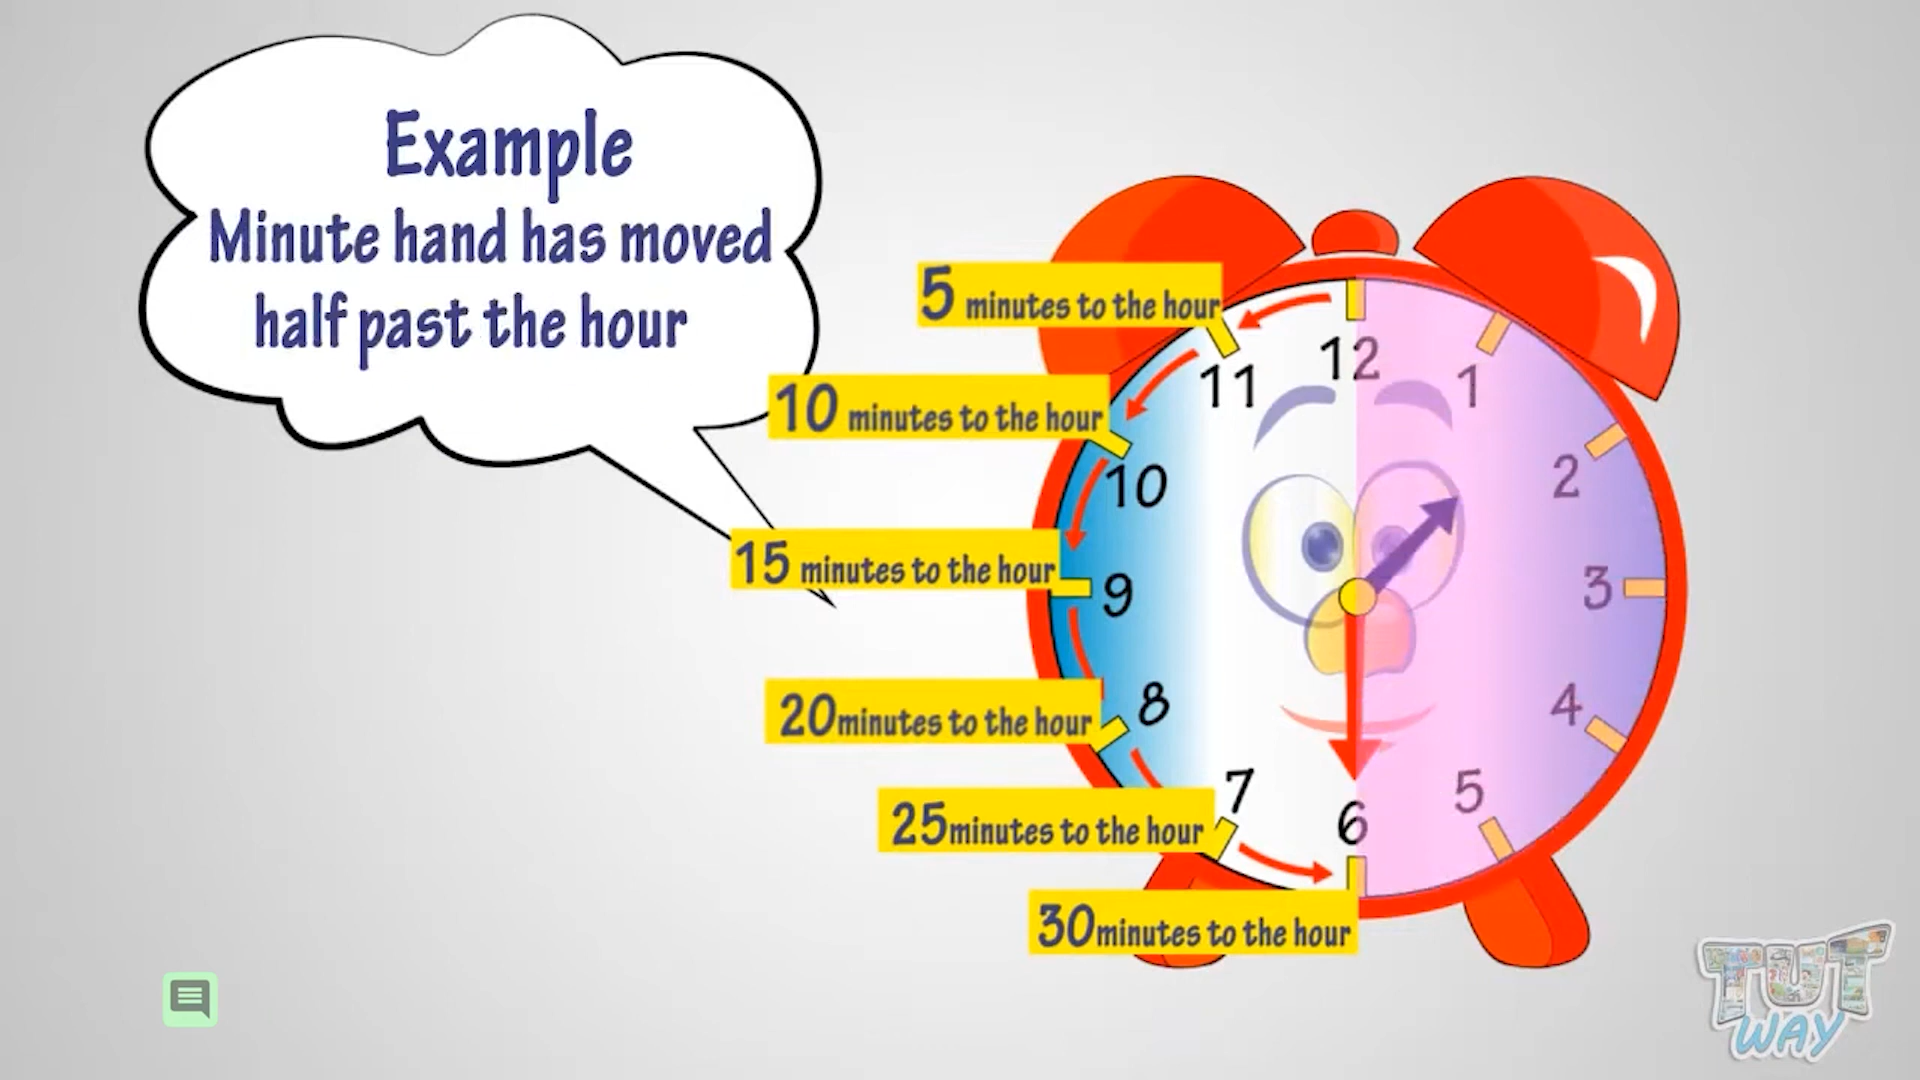 Example
Minute hand has moved
half past the hour
5 minutes to the hour
10 minutes to the hour
15 minutes to the hour
20minutes to the hour
25minutes to the hour
30minutes to the hour
12
1
2
3
4
5
6
7
8
9
10
11
TUT
WAY